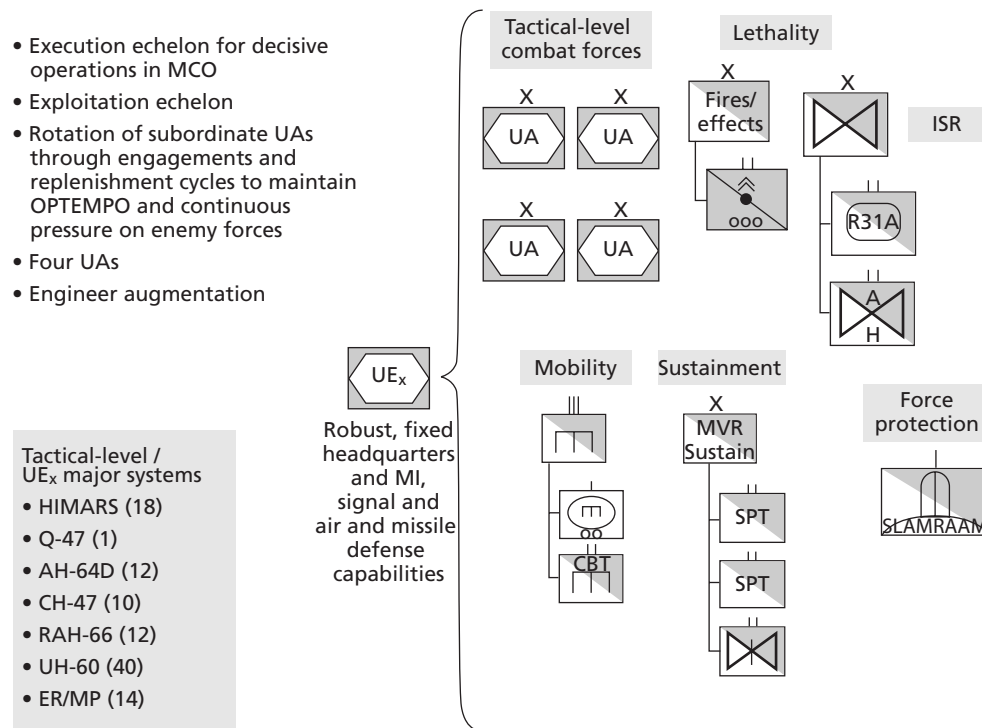 • Execution echelon for decisive
operations in MCO
• Exploitation echelon
• Rotation of subordinate UAs
through engagements and
replenishment cycles to maintain
OPTEMPO and continuous
pressure on enemy forces
• Four UAs
• Engineer augmentation
Tactical-level /
UEx major systems
• HIMARS (18)
• Q-47 (1)
• AH-64D (12)
• CH-47 (10)
• RAH-66 (12)
• UH-60 (40)
• ER/MP (14)
UEx
Robust, fixed
headquarters
and MI,
signal and
air and missile
defense
capabilities
Tactical-level
combat forces
X
UA
X
UA
X
UA
X
UA
Lethality
X
Fires/
effects
X
ISR
R31A
A
H
Mobility
CBT
Sustainment
X
MVR
Sustain
SPT
SPT
Force
protection
SLAMRAAM